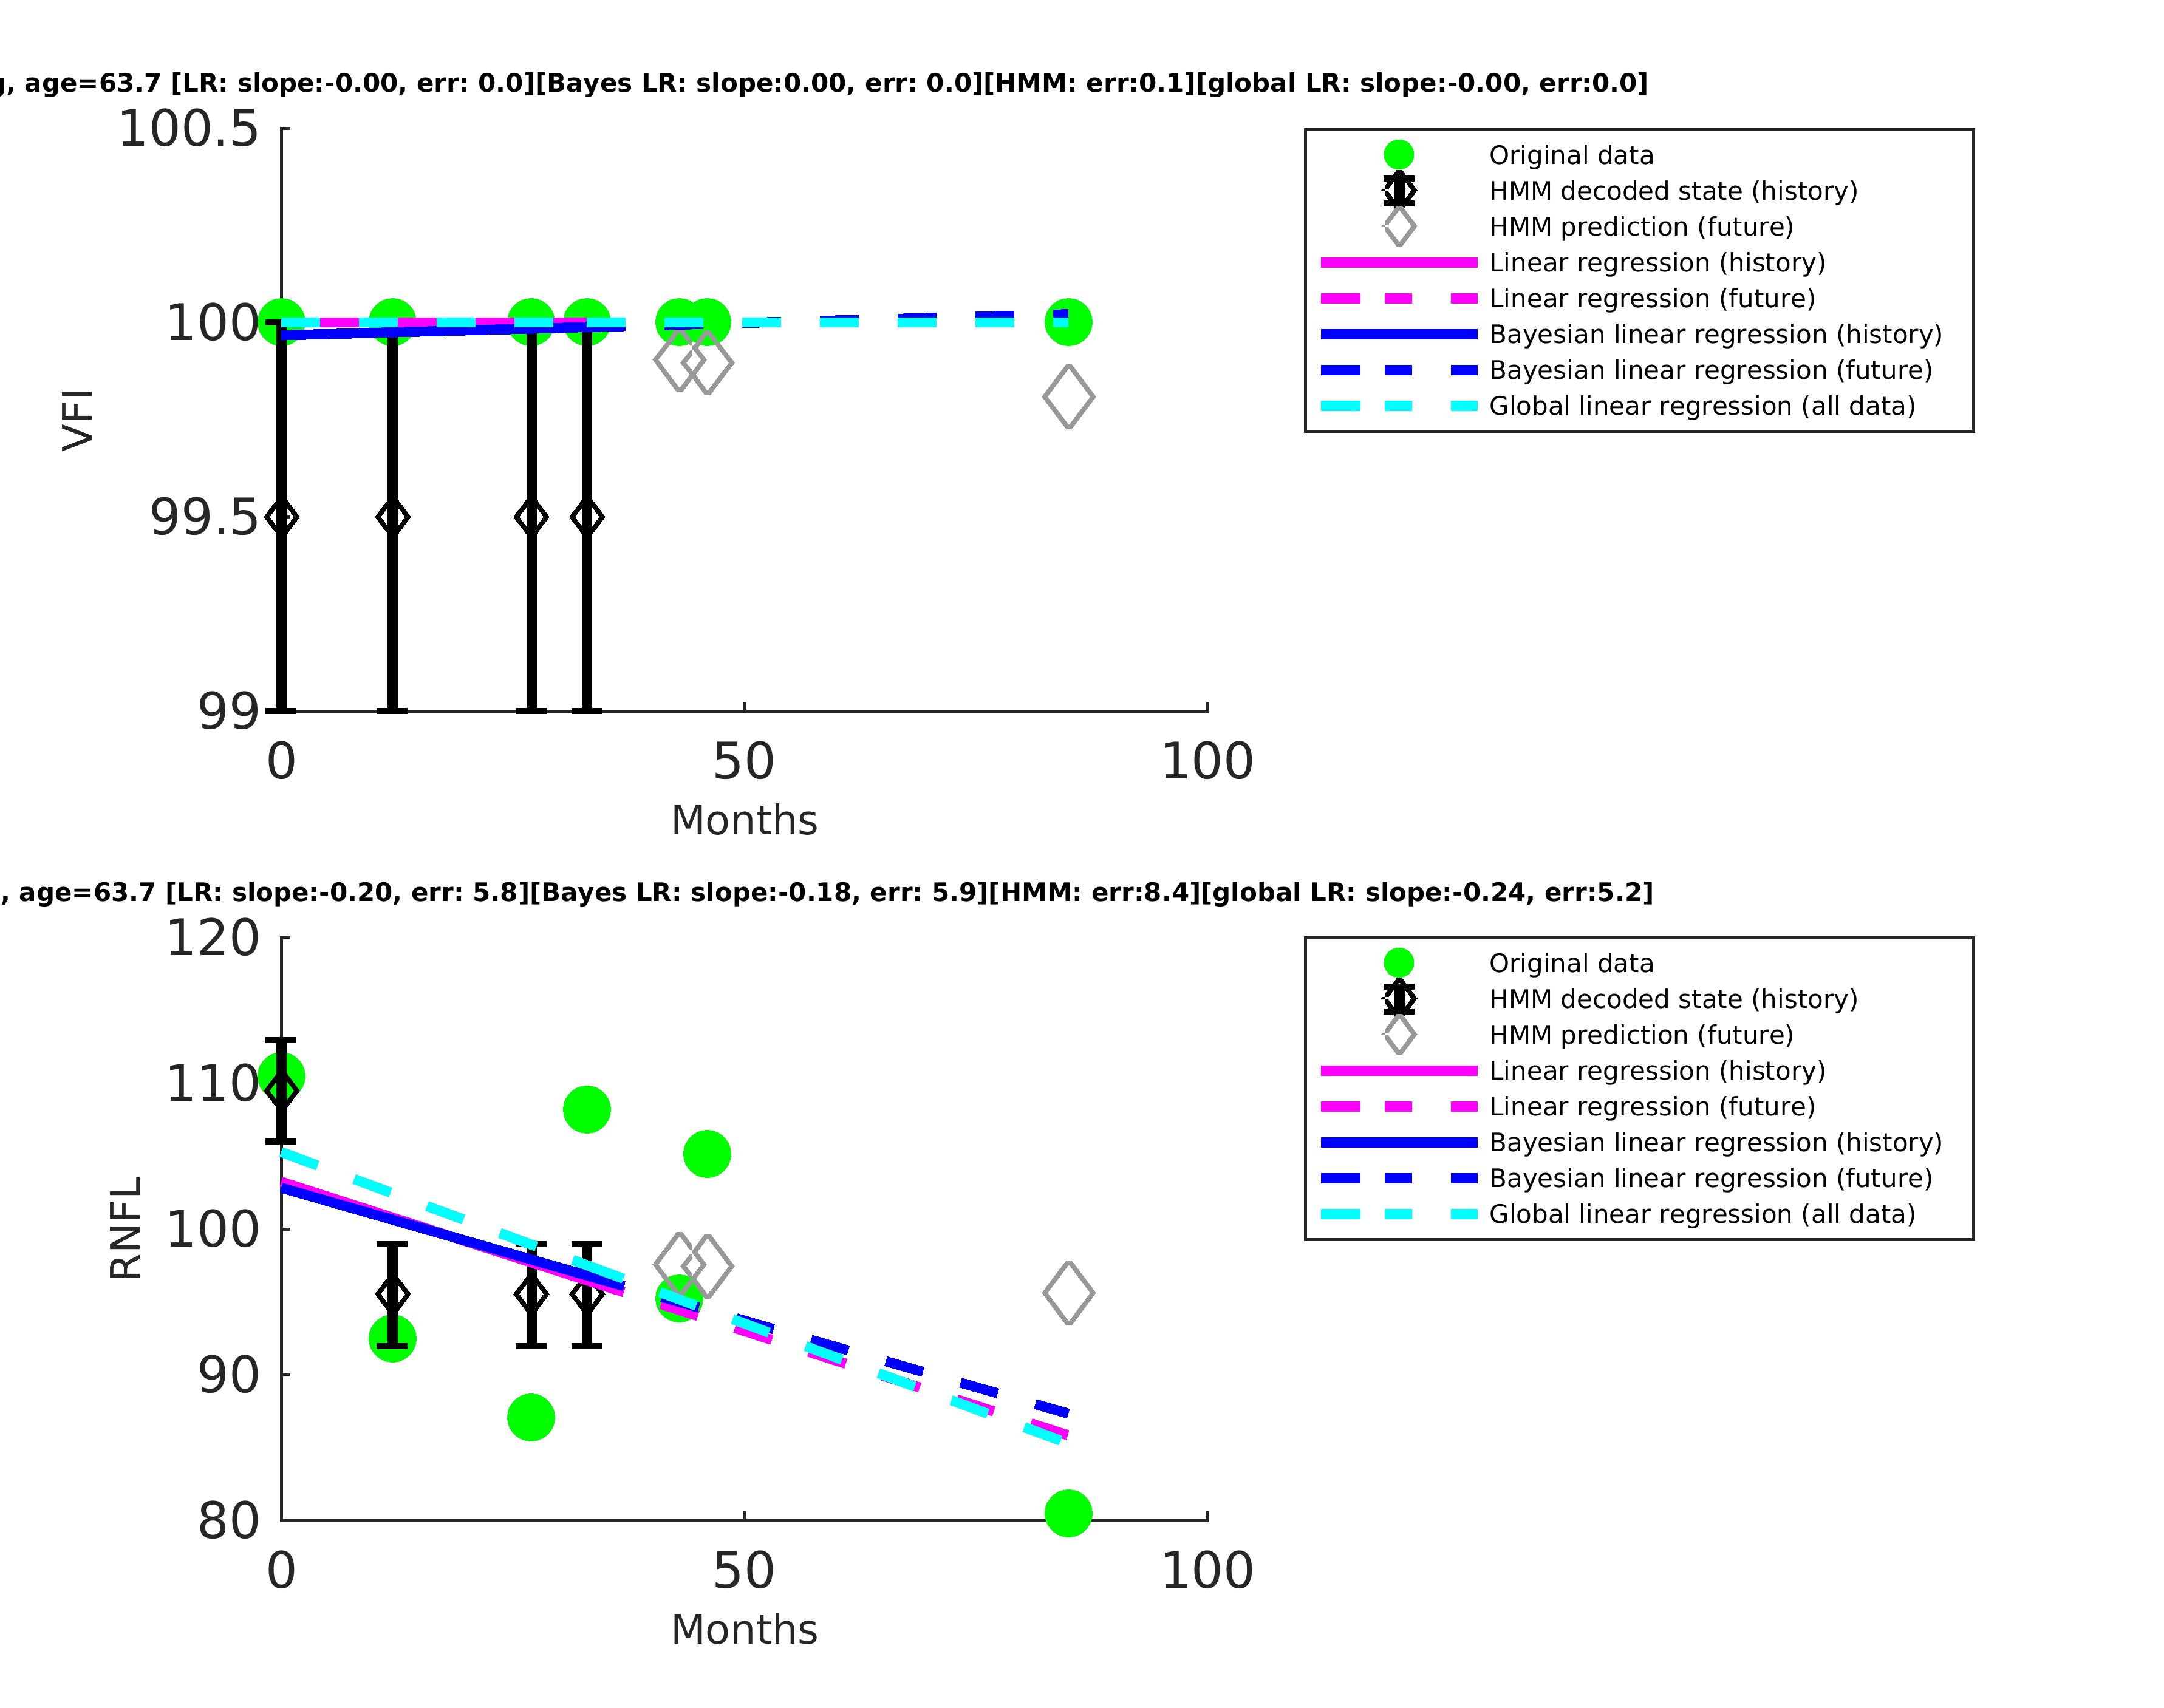 , age=63.7 [LR: slope:-0.00, err: 0.0][Bayes LR: slope:0.00, err: 0.0][HMM: err:0.1][global LR: slope:-0.00, err:0.0]
100.5
100
99.5
99
VFI
0 50 100
Months
Original data
HMM decoded state (history)
HMM prediction (future)
Linear regression (history)
Linear regression (future)
Bayesian linear regression (history)
Bayesian linear regression (future)
Global linear regression (all data)
, age=63.7 [LR: slope:-0.20, err: 5.8][Bayes LR: slope:-0.18, err: 5.9][HMM: err:8.4][global LR: slope:-0.24, err:5.2]
120
110
100
90
80
RNFL
0 50 100
Months
Original data
HMM decoded state (history)
HMM prediction (future)
Linear regression (history)
Linear regression (future)
Bayesian linear regression (history)
Bayesian linear regression (future)
Global linear regression (all data)